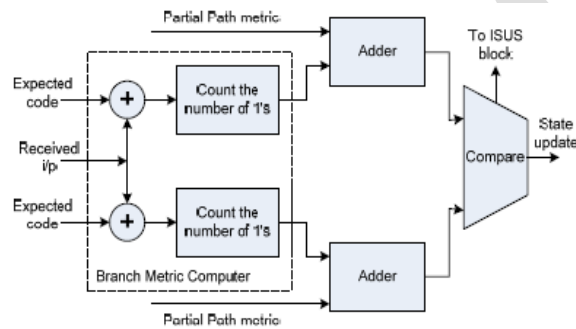 Partial Path metric
To ISUS
block
Adder
Expected
code
+
Count the
number of 1's
Received
i/p
Compare
State
update
Expected
code
+
Count the
number of 1's
Branch Metric Computer
Adder
Partial Path metric